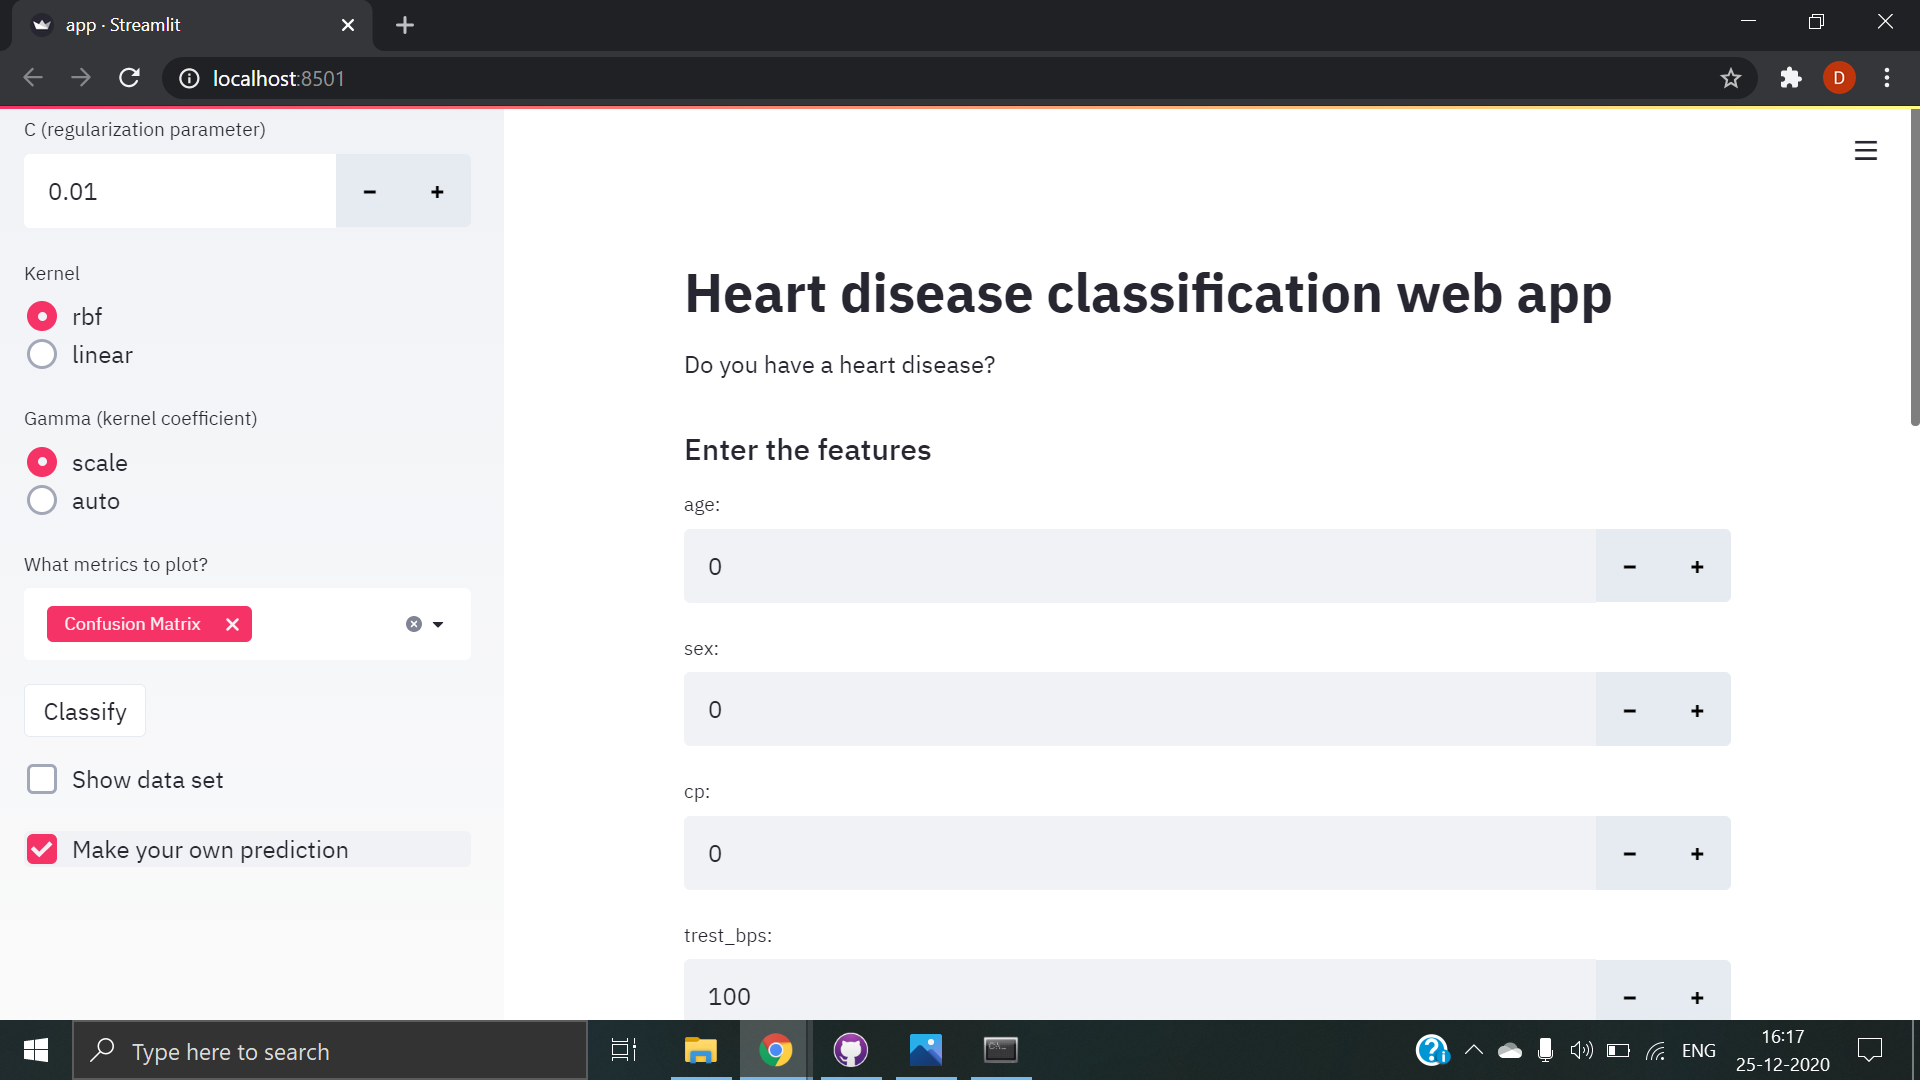 app · Streamlit
localhost:8501
D
C (regularization parameter)
0.01
Kernel
rbf
linear
Gamma (kernel coefficient)
scale
auto
What metrics to plot?
Confusion Matrix
Classify
Show data set
Make your own prediction
Heart disease classification web app
Do you have a heart disease?
Enter the features
age:
0
sex:
0
cp:
0
trest_bps:
100
Type here to search
ENG
16:17
25-12-2020